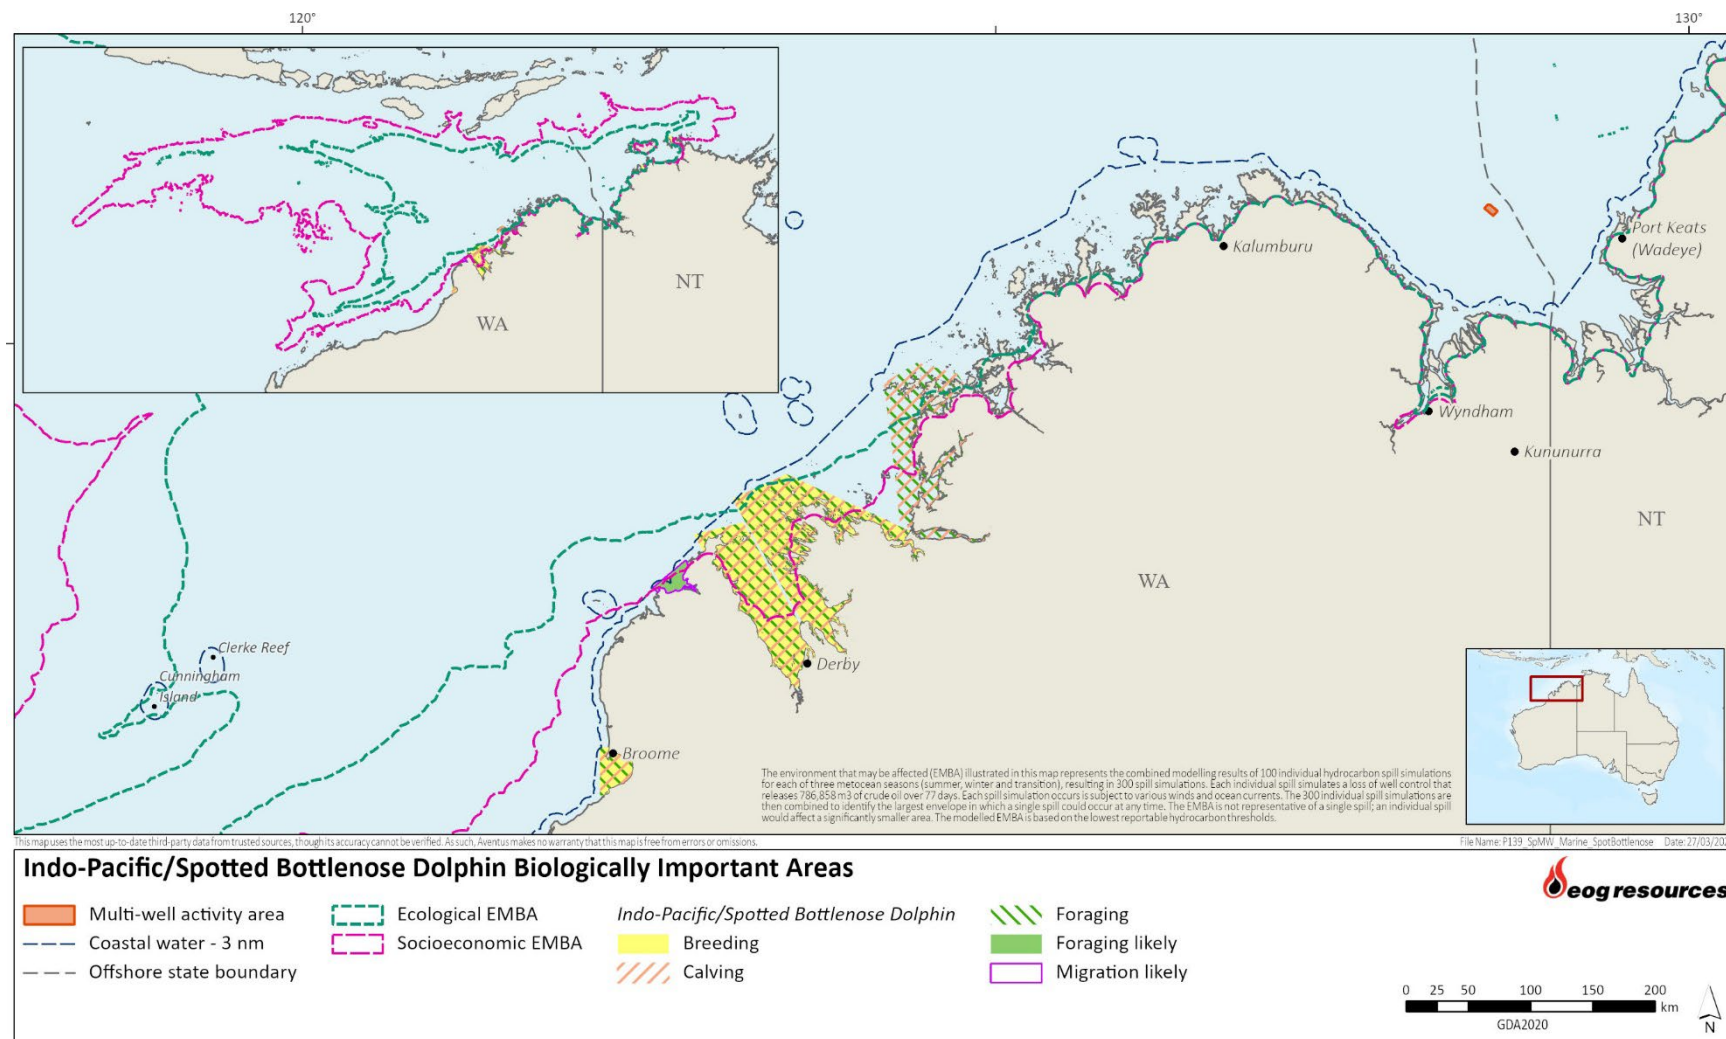 120°
130°
NT
WA
Kalumburu
Port Keats
(Wadeye)
Wyndham
Kununurra
NT
WA
Clerke Reef
Cunningham
Island
Derby
Broome
The environment that may be affected (EMBA) illustrated in this map represents the combined modelling results of 100 individual hydrocarbon spill simulations
for each of three metocean seasons (summer, winter and transition), resulting in 300 spill simulations. Each individual spill simulates a loss of well control that
releases 786,858 m3 of crude oil over 77 days. Each spill simulation occurs is subject to various winds and ocean currents. The 300 individual spill simulations are
then combined to identify the largest envelope in which a single spill could occur at any time. The EMBA is not representative of a single spill; an individual spill
would affect a significantly smaller area. The modelled EMBA is based on the lowest reportable hydrocarbon thresholds.
This map uses the most up-to-date third-party data from trusted sources, though its accuracy cannot be verified. As such, Aventus makes no warranty that this map is free from errors or omissions.
File Name: P139_SpMW_Marine_SpotBottlenose Date: 27/03/202
Indo-Pacific/Spotted Bottlenose Dolphin Biologically Important Areas
eog resources
Multi-well activity area
Coastal water - 3 nm
Offshore state boundary
Ecological EMBA
Socioeconomic EMBA
Indo-Pacific/Spotted Bottlenose Dolphin
Breeding
Calving
Foraging
Foraging likely
Migration likely
0 25 50 100 150 200
km
GDA2020
N